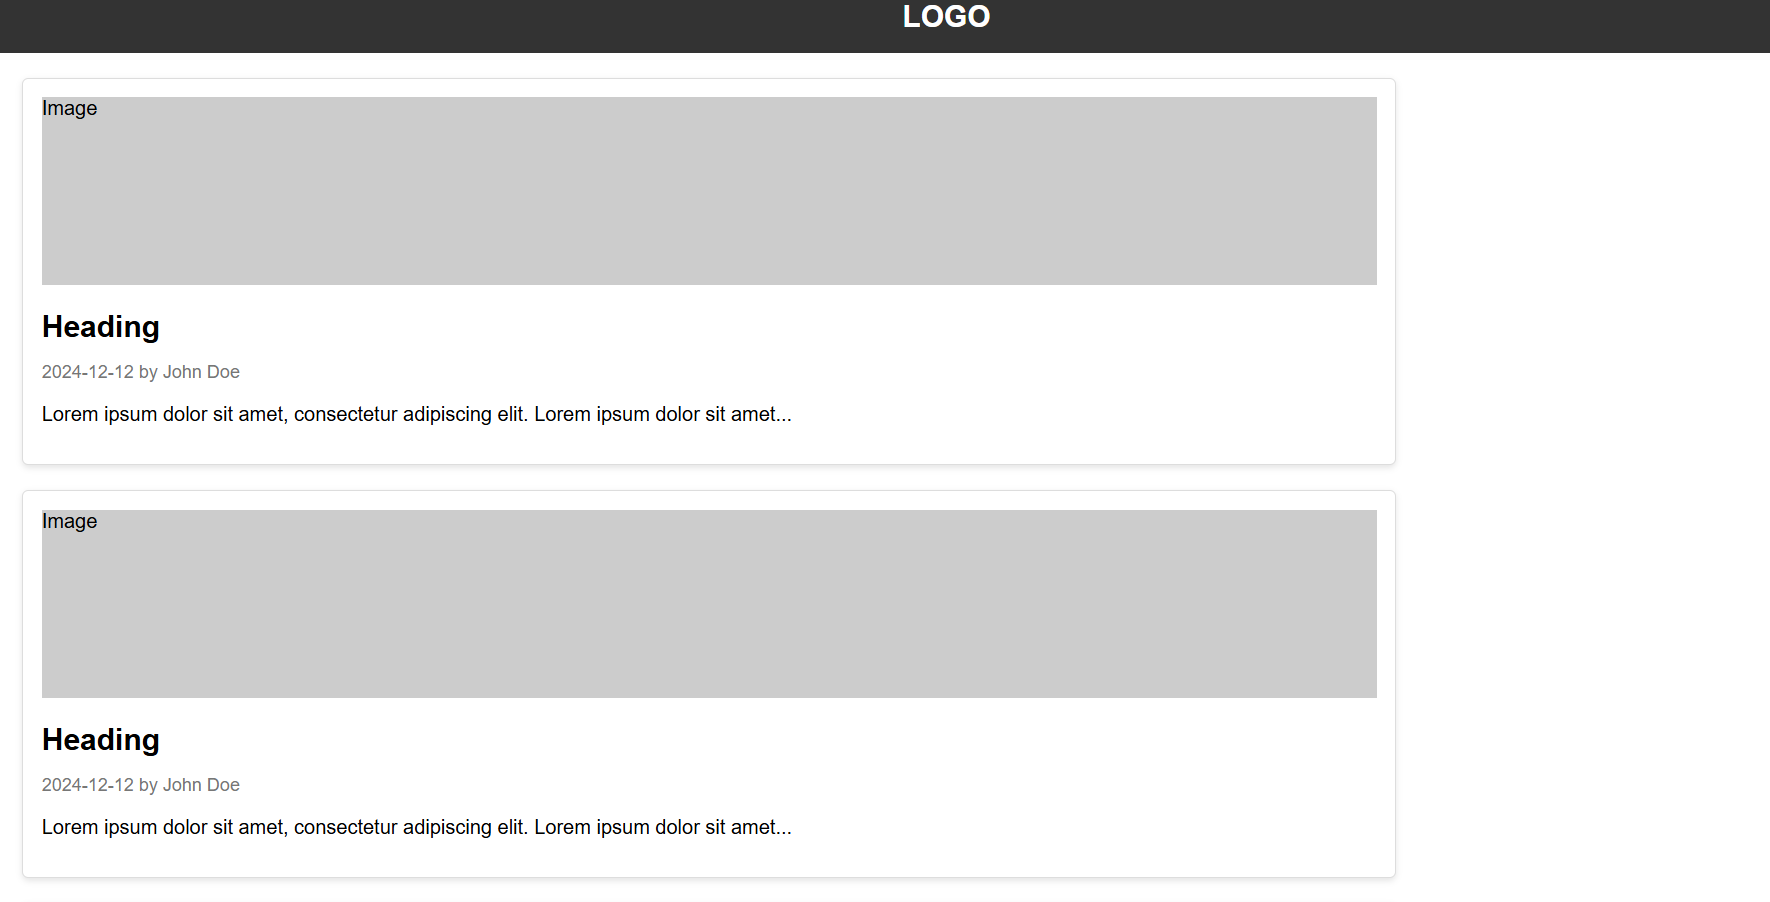 LOGO
Image
Heading
2024-12-12 by John Doe
Lorem ipsum dolor sit amet, consectetur adipiscing elit. Lorem ipsum dolor sit amet...
Image
Heading
2024-12-12 by John Doe
Lorem ipsum dolor sit amet, consectetur adipiscing elit. Lorem ipsum dolor sit amet...